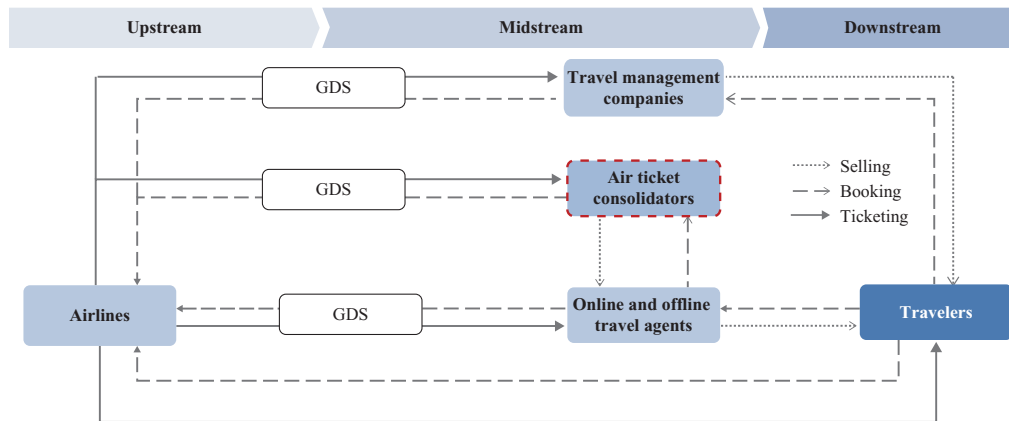 Upstream
Midstream
Downstream
GDS
Travel management
companies
GDS
Air ticket
consolidators
Selling
Booking
Ticketing
Airlines
GDS
Online and offline
travel agents
Travelers